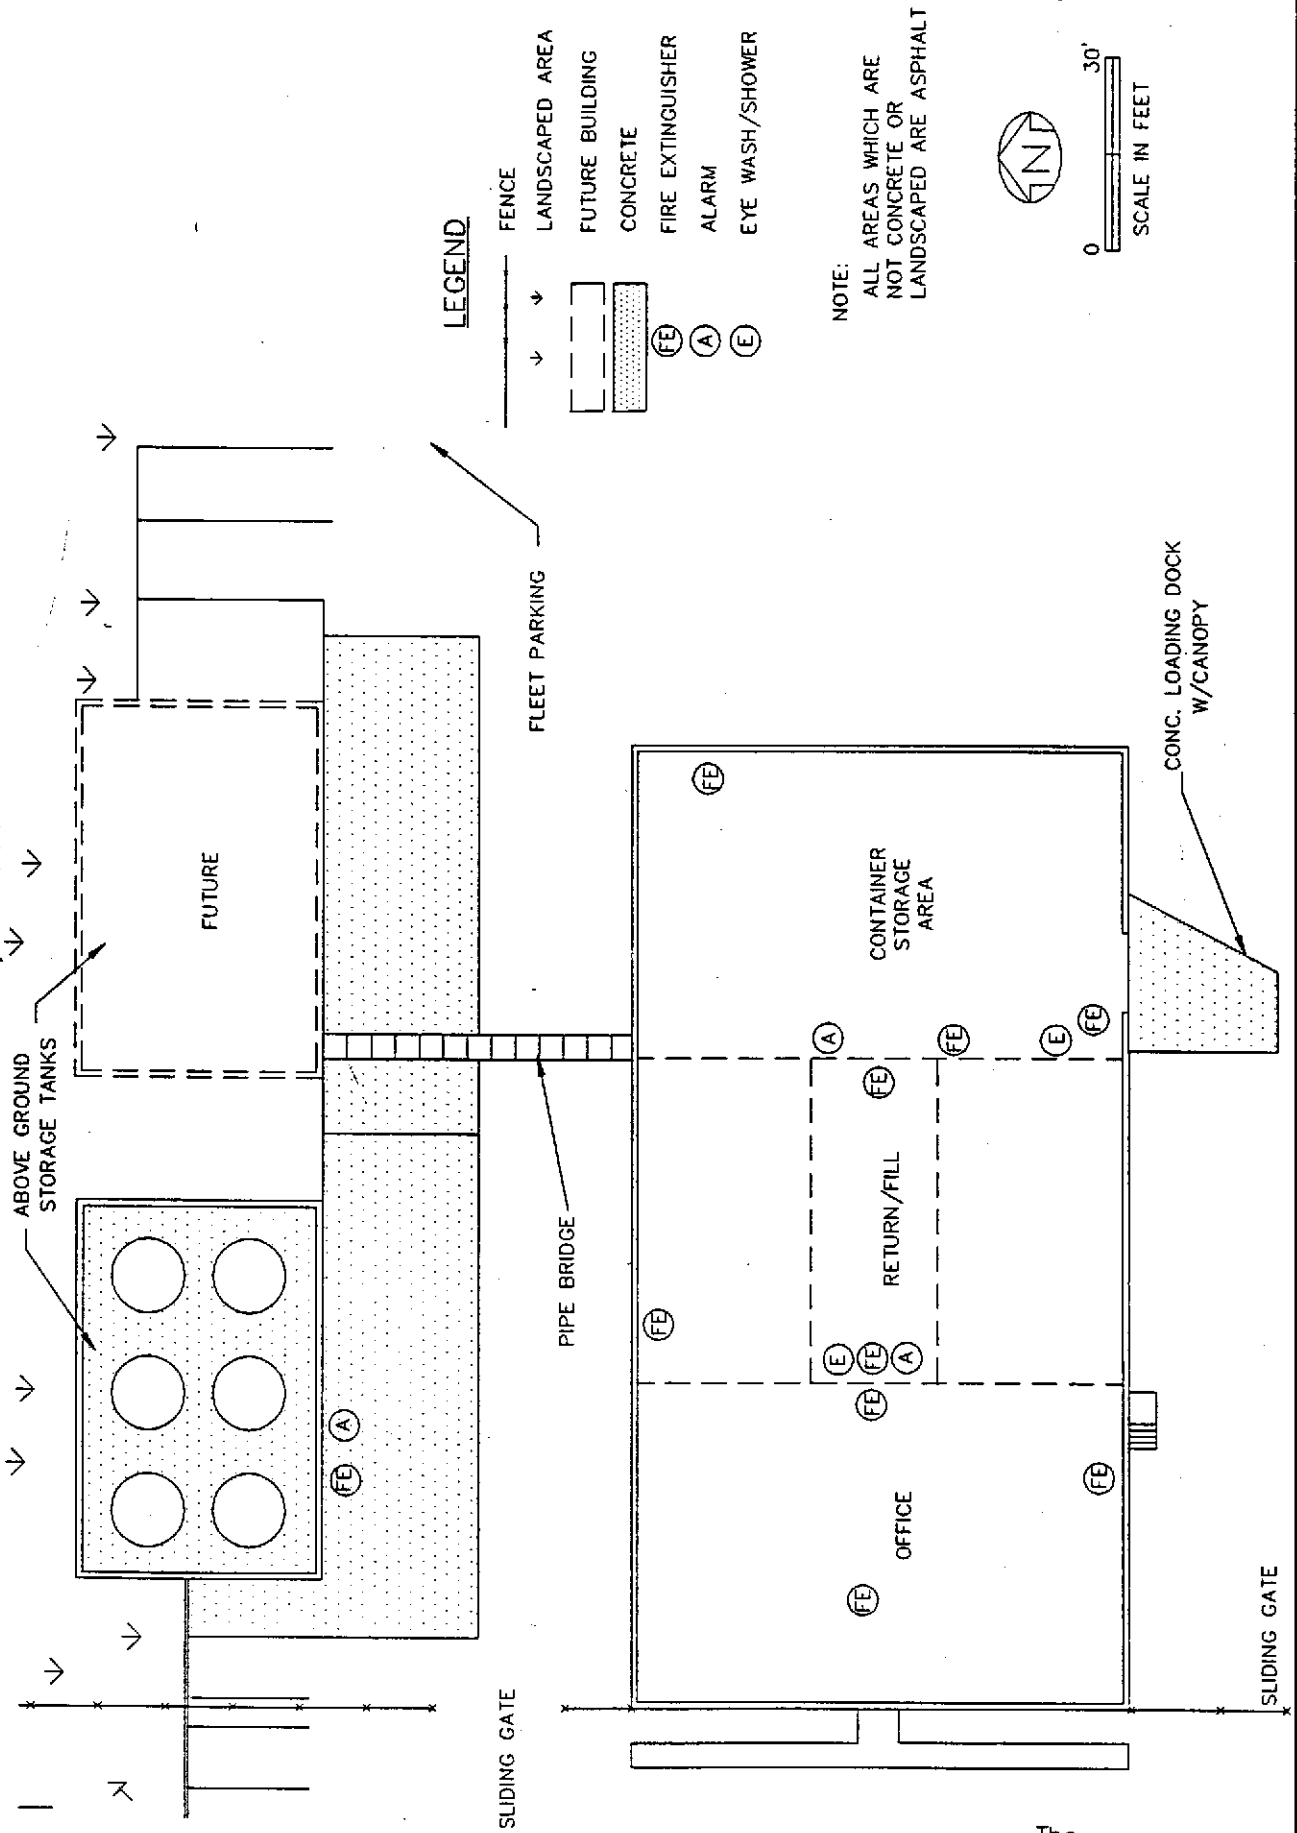 ABOVE GROUND
STORAGE TANKS
FUTURE
FLEET PARKING
PIPE BRIDGE
FE
A
SLIDING GATE
OFFICE
FE
FE
FE
FE
E
FE
A
RETURN/FILL
FE
A
FE
E
FE
CONTAINER
STORAGE
AREA
FE
CONC. LOADING DOCK
W/CANOPY
SLIDING GATE
LEGEND
FENCE
LANDSCAPED AREA
FUTURE BUILDING
CONCRETE
FE FIRE EXTINGUISHER
A ALARM
E EYE WASH/SHOWER
NOTE:
ALL AREAS WHICH ARE
NOT CONCRETE OR
LANDSCAPED ARE ASPHALT
N
0 30'
SCALE IN FEET